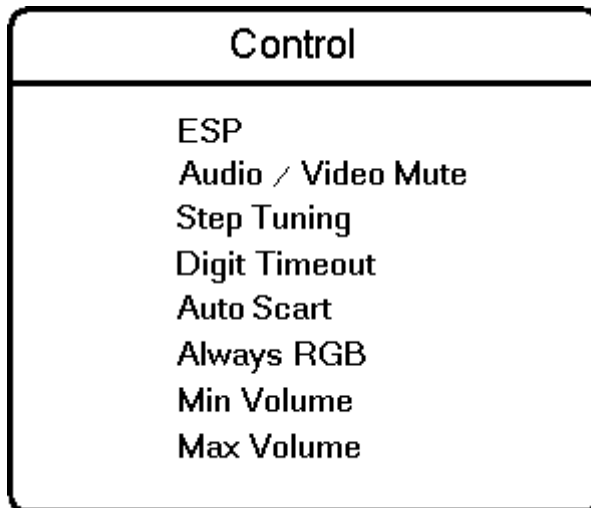 Control
ESP
Audio / Video Mute
Step Tuning
Digit Timeout
Auto Scart
Always RGB
Min Volume
Max Volume